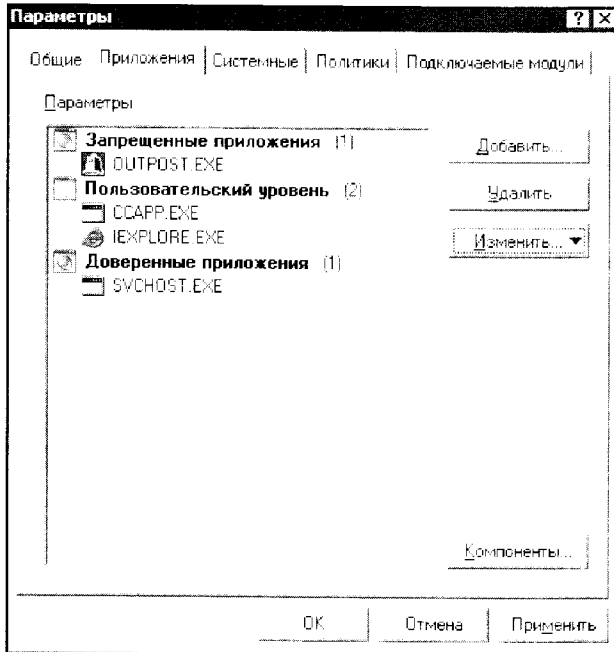 Параметры
Общие Приложения Системные Политики Подключаемые модули
Параметры
Запрещенные приложения (1)
OUTPOST.EXE
Пользовательский уровень (2)
CCAPP.EXE
IEXPLORE.EXE
Доверенные приложения (1)
SVCHOST.EXE
Добавить...
Удалить
Изменить...
Компоненты...
OK Отмена Применить